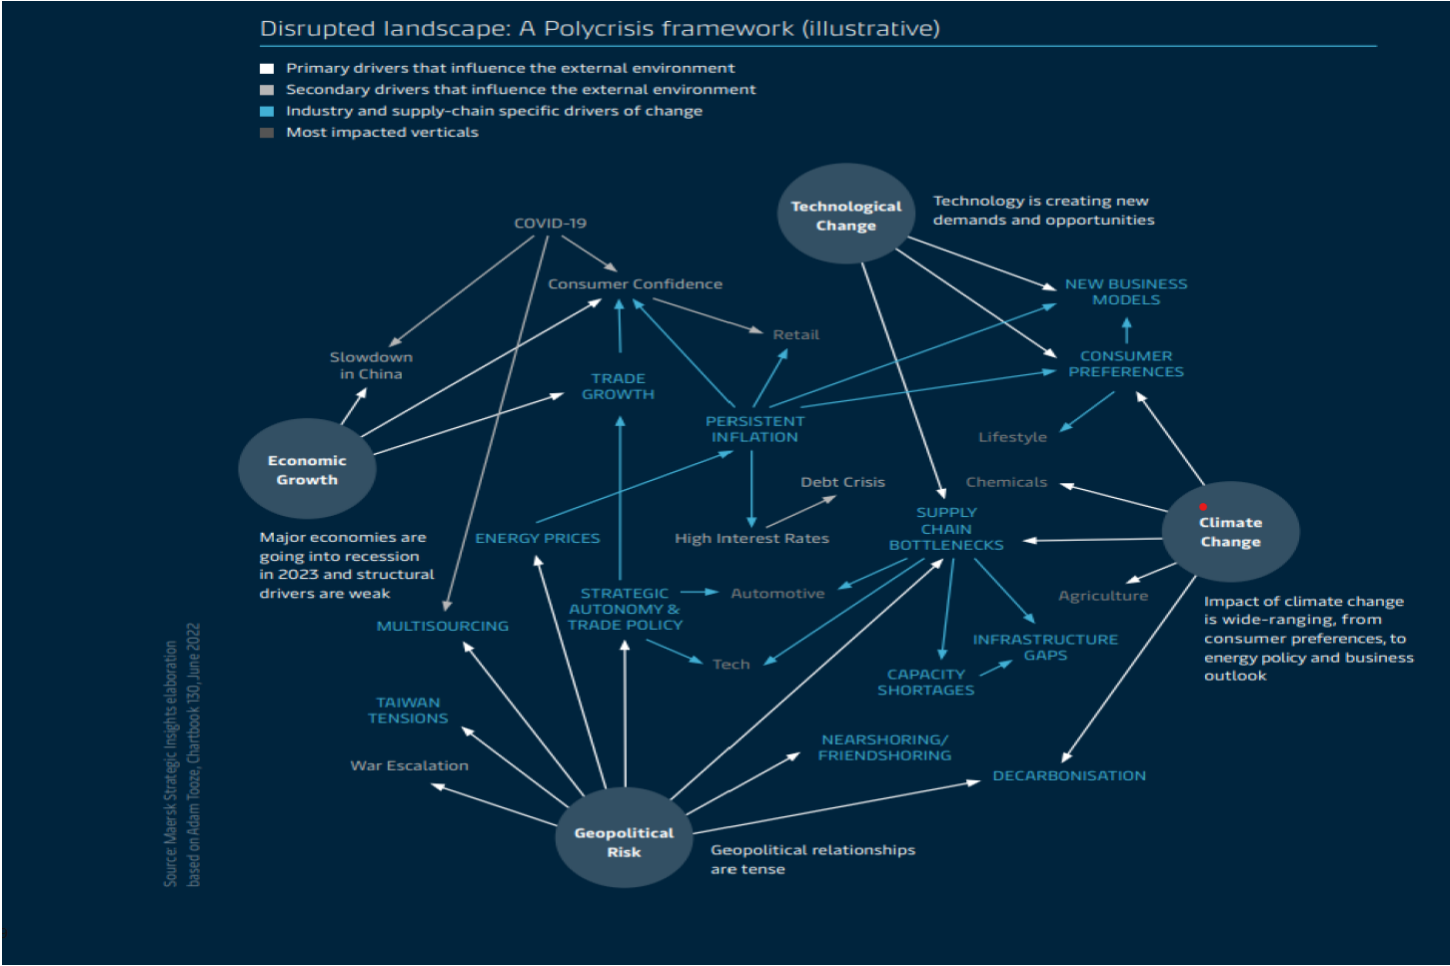 Disrupted landscape: A Polycrisis framework (illustrative)
Primary drivers that influence the external environment
Secondary drivers that influence the external environment
Industry and supply-chain specific drivers of change
Most impacted verticals
Technological
Change
Technology is creating new
demands and opportunities
COVID-19
Consumer Confidence
NEW BUSINESS
MODELS
Retail
Slowdown
in China
CONSUMER
PREFERENCES
TRADE
GROWTH
PERSISTENT
INFLATION
Lifestyle
Economic
Growth
Debt Crisis
Chemicals
Major economies are
going into recession
in 2023 and structural
drivers are weak
ENERGY PRICES
High Interest Rates
SUPPLY
CHAIN
BOTTLENECKS
Climate
Change
STRATEGIC
AUTONOMY &
TRADE POLICY
Automotive
Agriculture
Impact of climate change
is wide-ranging, from
consumer preferences, to
energy policy and business
outlook
MULTISOURCING
INFRASTRUCTURE
GAPS
Tech
CAPACITY
SHORTAGES
TAIWAN
TENSIONS
War Escalation
NEARSHORING/
FRIENDSHORING
DECARBONISATION
Geopolitical
Risk
Geopolitical relationships
are tense
Source: Maersk Strategic Insights elaboration
based on Adam Tooze, Chartbook 130, June 2022